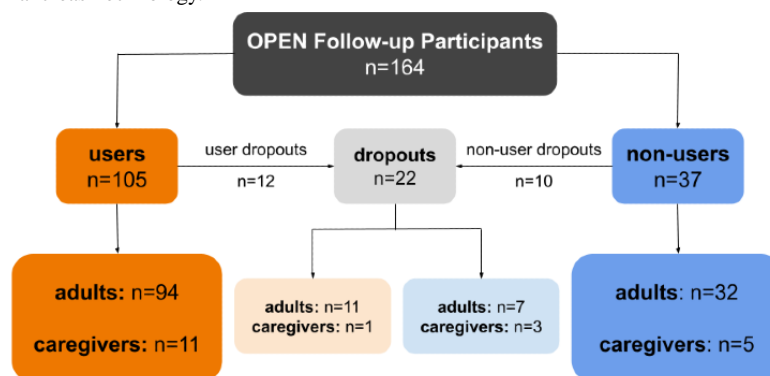 OPEN Follow-up Participants
n=164
users
n=105
user dropouts
n=12
dropouts
n=22
non-user dropouts
n=10
non-users
n=37
adults: n=94
caregivers: n=11
adults: n=11
caregivers: n=1
adults: n=7
caregivers: n=3
adults: n=32
caregivers: n=5